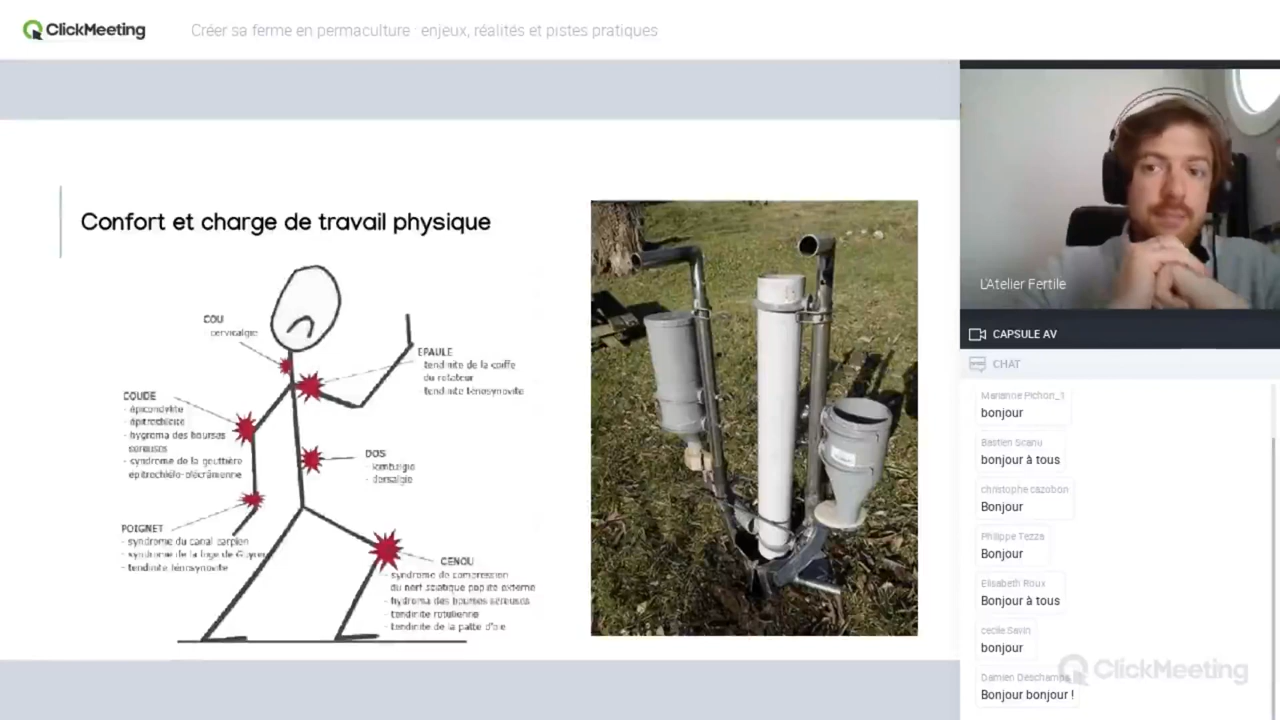 ClickMeeting
Créer sa ferme en permaculture : enjeux, réalités et pistes pratiques
Confort et charge de travail physique
COU
- cervicalgie
EPAULE
tendinite de la coiffe
du rotateur
tendinite ténosynovite
COUDE
- épicondylite
- épitrochléite
- hygroma des bourses
séreuses
- syndrome de la gouttière
épitrochléo-olécrânienne
DOS
- lombalgie
- dorsalgie
POIGNET
- syndrome du canal carpien
- syndrome de la loge de Guyon
- tendinite ténosynovite
GENOU
- syndrome de compression
du nerf sciatique poplité externe
- hydroma des bourses séreuses
- tendinite rotulienne
- tendinite de la patte d'oie
L'Atelier Fertile
CAPSULE AV
CHAT
Marianne Pichon_1
bonjour
Bastien Scanu
bonjour à tous
christophe cazobon
Bonjour
Philippe Tezza
Bonjour
Elisabeth Roux
Bonjour à tous
cecile Savin
bonjour
Damien Deschamps
Bonjour bonjour !
ClickMeeting